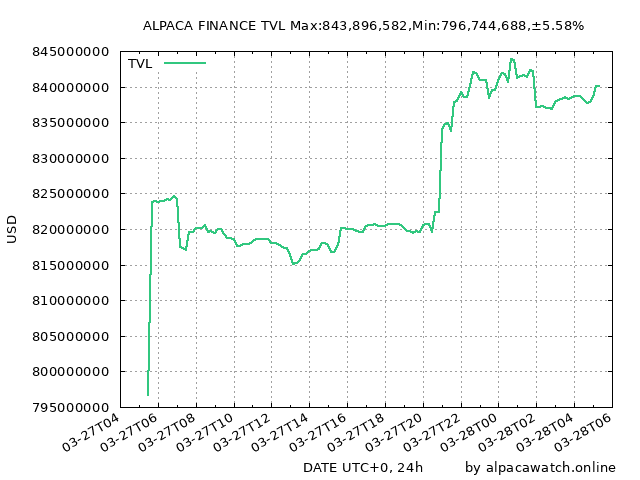 ALPACA FINANCE TVL Max:843,896,582,Min:796,744,688,±5.58%
TVL
845000000
840000000
835000000
830000000
825000000
820000000
815000000
810000000
805000000
800000000
795000000
USD
03-27T04
03-27T06
03-27T08
03-27T10
03-27T12
03-27T14
03-27T16
03-27T18
03-27T20
03-27T22
03-28T00
03-28T02
03-28T04
03-28T06
DATE UTC+0, 24h
by alpacawatch.online